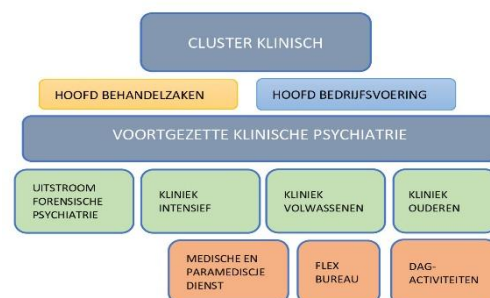 CLUSTER KLINISCH
HOOFD BEHANDELZAKEN
HOOFD BEDRIJFSVOERING
VOORTGEZETTE KLINISCHE PSYCHIATRIE
UITSTROOM
FORENSISCHE
PSYCHIATRIE
KLINIEK
INTENSIEF
KLINIEK
VOLWASSENEN
KLINIEK
OUDEREN
MEDISCHE EN
PARAMEDISCJE
DIENST
FLEX
BUREAU
DAG-
ACTIVITEITEN